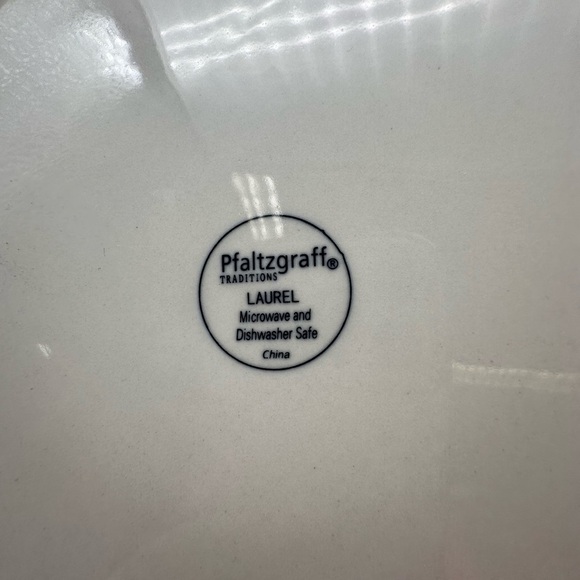 Pfaltzgraff®
TRADITIONS
LAUREL
Microwave and
Dishwasher Safe
China